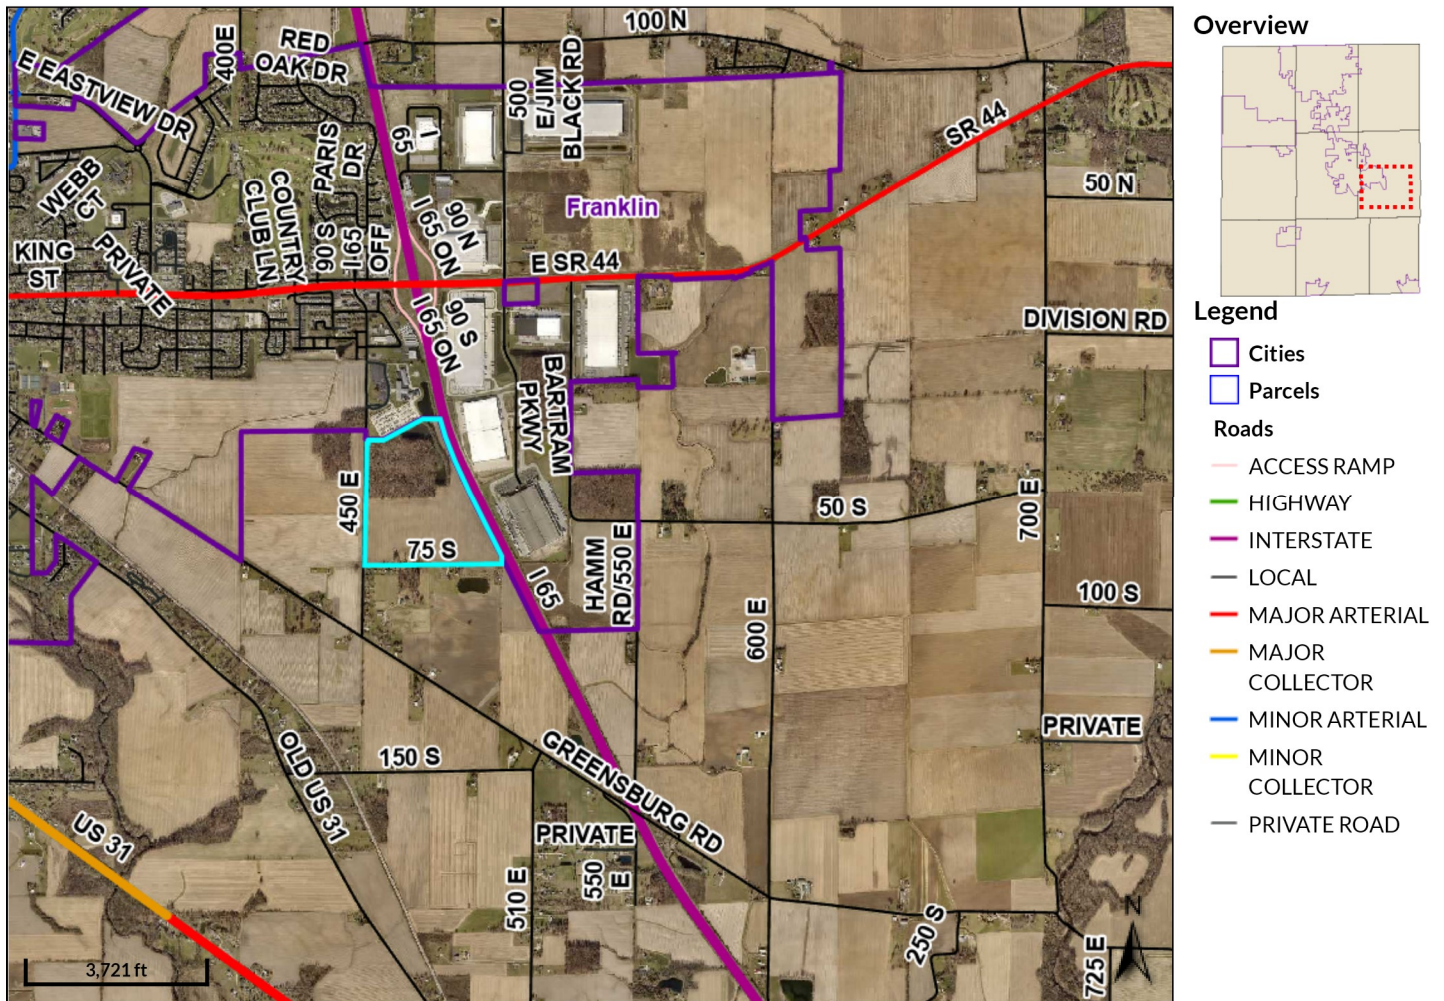 100 N
RED
OAK DR
400E
E EASTVIEW DR
500
E/JIM
BLACK RD
I
65
SR 44
WEBB
CT
50 N
PARIS
DR
COUNTRY
CLUB LN
90 S
I65
OFF
90 N
I 65 ON
Franklin
KING
ST
PRIVATE
E SR 44
90 S
I 65 ON
DIVISION RD
BARTRAM
PKWY
450 E
50 S
700 E
75 S
I 65
HAMM
RD/550 E
100 S
600 E
PRIVATE
150 S
OLD US 31
GREENSBURG RD
US 31
PRIVATE
550
E
510 E
250 S
725 E
N
3,721 ft
Overview
Legend
Cities
Parcels
Roads
ACCESS RAMP
HIGHWAY
INTERSTATE
LOCAL
MAJOR ARTERIAL
MAJOR
COLLECTOR
MINOR ARTERIAL
MINOR
COLLECTOR
PRIVATE ROAD